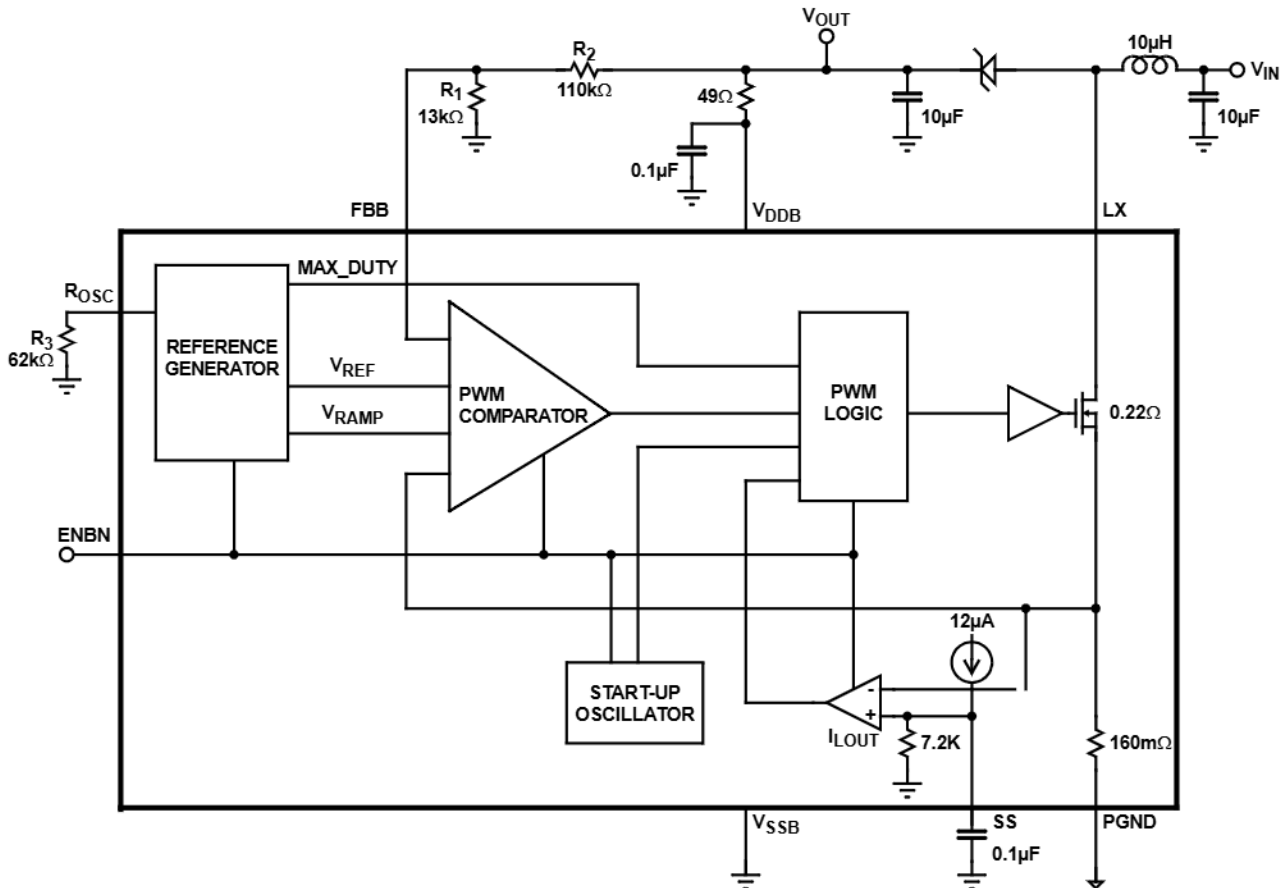 VOUT
R2
110kΩ
R1
13kΩ
49Ω
0.1µF
10µF
10µH
VIN
10µF
FBB
VDDB
LX
MAX_DUTY
ROSC
R3
62kΩ
REFERENCE
GENERATOR
VREF
VRAMP
PWM
COMPARATOR
PWM
LOGIC
0.22Ω
ENBN
START-UP
OSCILLATOR
12µA
-
+
ILOUT
7.2K
160mΩ
VSSB
SS
0.1µF
PGND